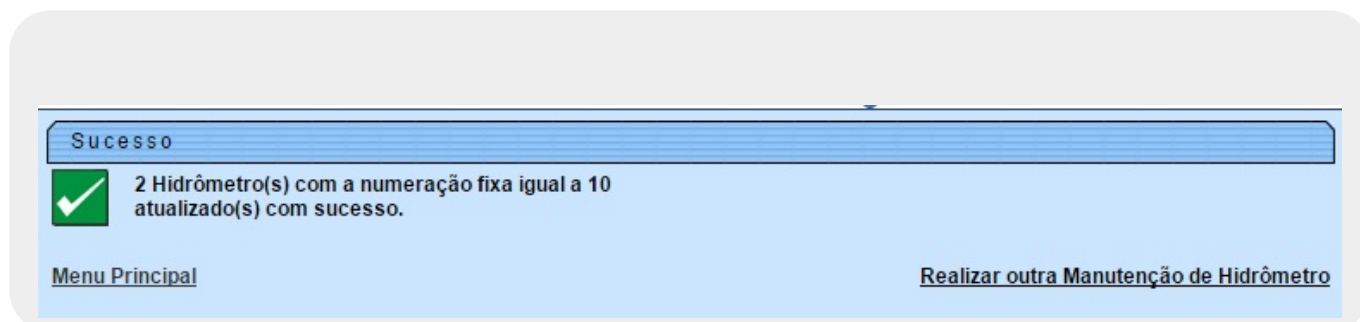 Sucesso
2 Hidrômetro(s) com a numeração fixa igual a 10
atualizado(s) com sucesso.
Menu Principal
Realizar outra Manutenção de Hidrômetro